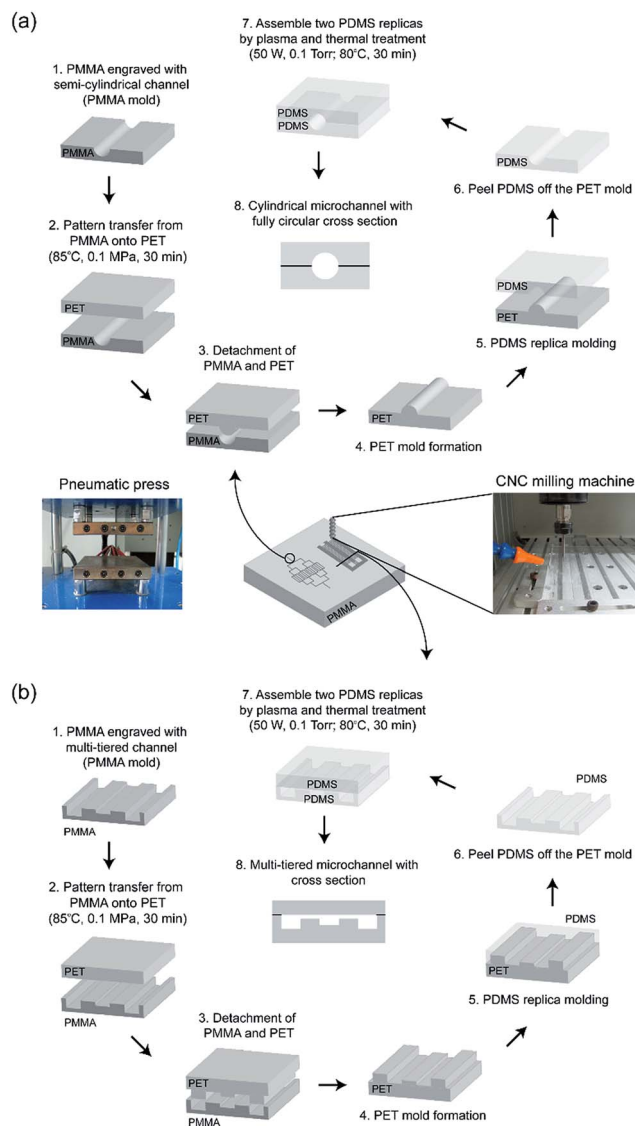 (a)
1. PMMA engraved with
semi-cylindrical channel
(PMMA mold)
PMMA
2. Pattern transfer from
PMMA onto PET
(85°C, 0.1 MPa, 30 min)
PET
PMMA
3. Detachment of
PMMA and PET
PET
PMMA
4. PET mold formation
PET
5. PDMS replica molding
PDMS
PET
6. Peel PDMS off the PET mold
PDMS
7. Assemble two PDMS replicas
by plasma and thermal treatment
(50 W, 0.1 Torr; 80°C, 30 min)
PDMS
PDMS
8. Cylindrical microchannel with
fully circular cross section
Pneumatic press
CNC milling machine
PMMA
(b)
1. PMMA engraved with
multi-tiered channel
(PMMA mold)
PMMA
2. Pattern transfer from
PMMA onto PET
(85°C, 0.1 MPa, 30 min)
PET
PMMA
3. Detachment of
PMMA and PET
PET
PMMA
4. PET mold formation
PET
5. PDMS replica molding
PDMS
PET
6. Peel PDMS off the PET mold
PDMS
7. Assemble two PDMS replicas
by plasma and thermal treatment
(50 W, 0.1 Torr; 80°C, 30 min)
PDMS
PDMS
8. Multi-tiered microchannel with
cross section